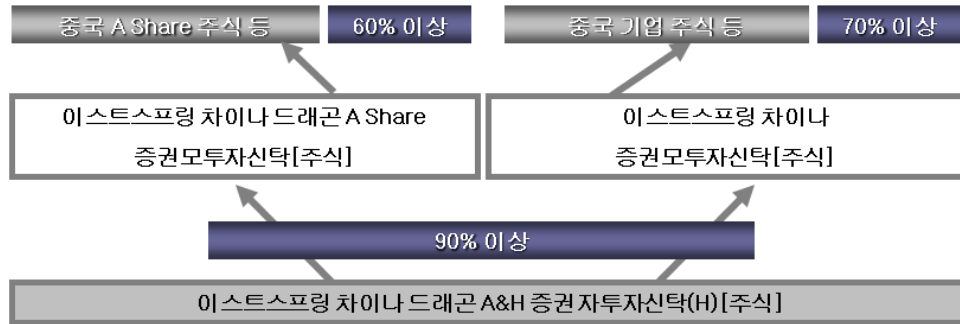 중국 A Share 주식 등 60% 이상 중국 기업 주식 등 70% 이상
이스트스프링 차이나 드래곤 A Share
증권모투자신탁[주식]
이스트스프링 차이나
증권모투자신탁[주식]
90% 이상
이스트스프링 차이나 드래곤 A&H 증권 자투자신탁(H)[주식]